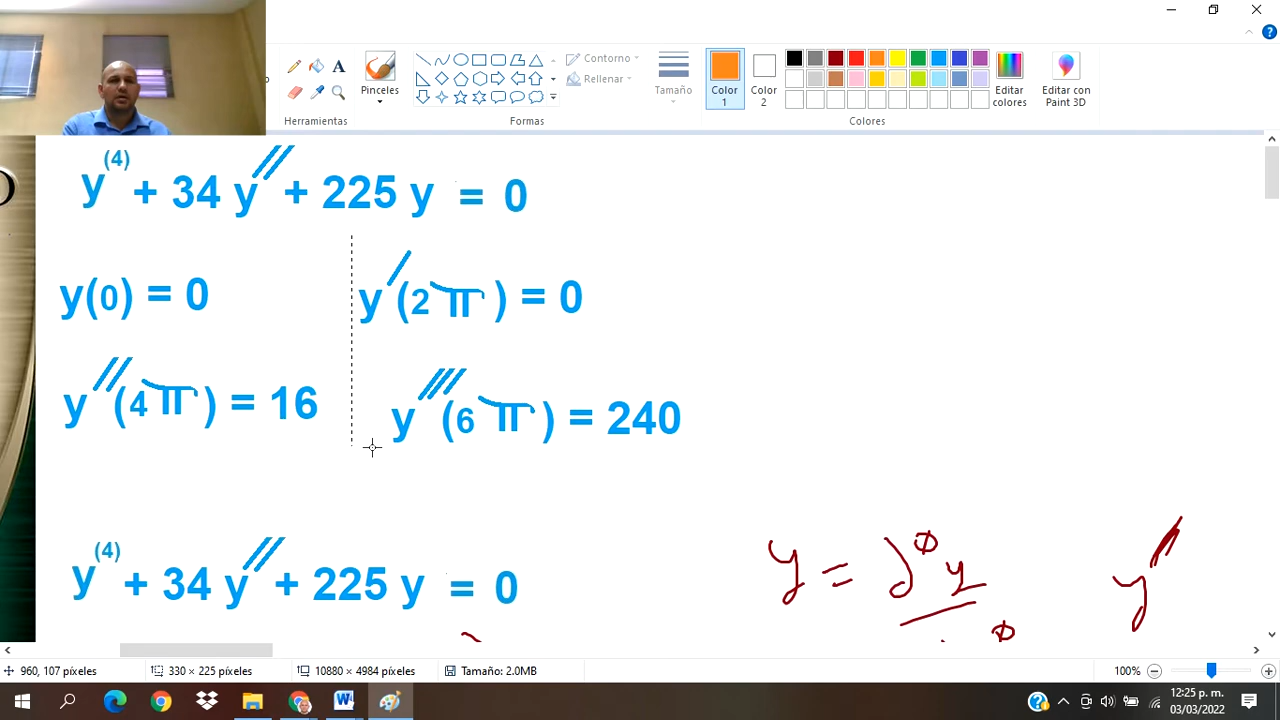 Contorno
Rellenar
Pinceles
Tamaño
Color 1
Color 2
Editar colores
Editar con Paint 3D
Herramientas
Formas
Colores
y⁽⁴⁾ + 34 y″ + 225 y = 0
y(0) = 0
y′(2π) = 0
y″(4π) = 16
y‴(6π) = 240
y⁽⁴⁾ + 34 y″ + 225 y = 0
960, 107 píxeles
330 × 225 píxeles
10880 × 4984 píxeles
Tamaño: 2.0MB
100%
12:25 p. m.
03/03/2022